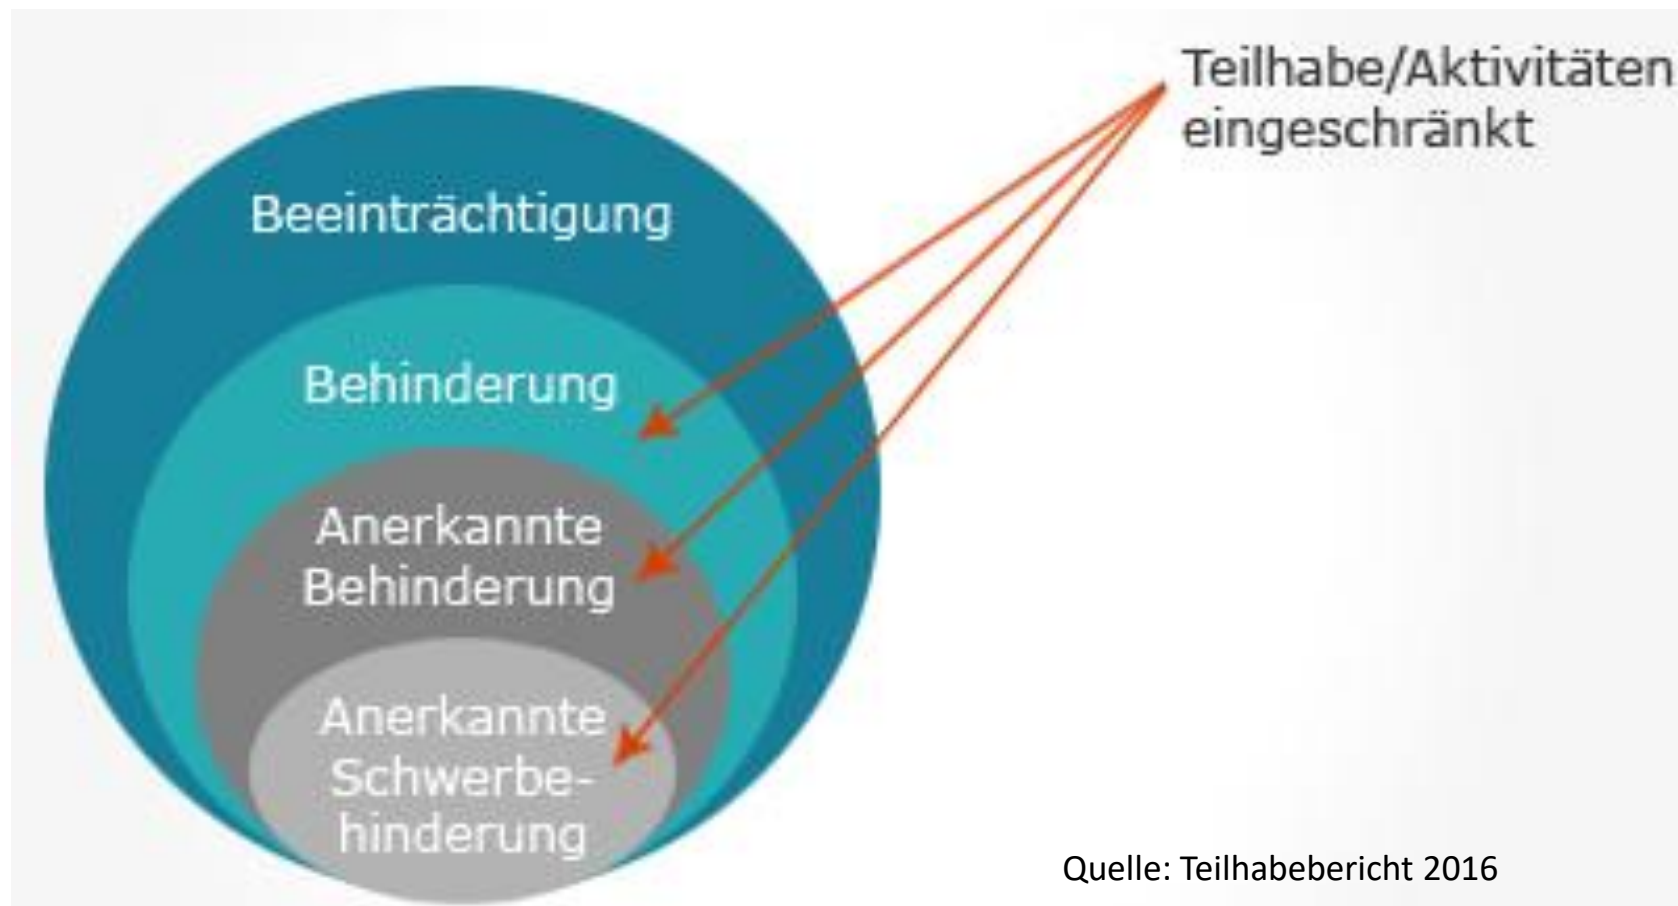 Teilhabe/Aktivitäten
eingeschränkt
Beeinträchtigung
Behinderung
Anerkannte
Behinderung
Anerkannte
Schwerbe-
hinderung
Quelle: Teilhabebericht 2016